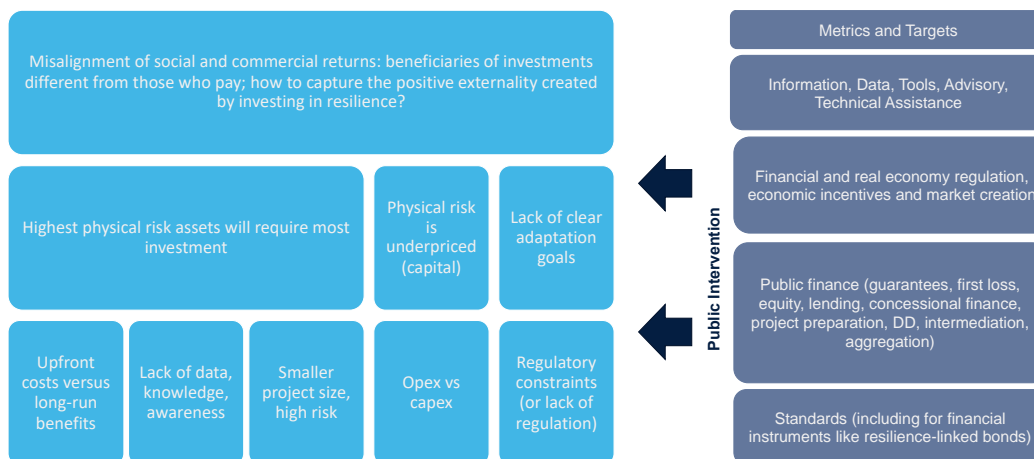 Misalignment of social and commercial returns: beneficiaries of investments
different from those who pay; how to capture the positive externality created
by investing in resilience?
Highest physical risk assets will require most
investment
Physical risk
is
underpriced
(capital)
Lack of clear
adaptation
goals
Upfront
costs versus
long-run
benefits
Lack of data,
knowledge,
awareness
Smaller
project size,
high risk
Opex vs
capex
Regulatory
constraints
(or lack of
regulation)
Public Intervention
Metrics and Targets
Information, Data, Tools, Advisory,
Technical Assistance
Financial and real economy regulation,
economic incentives and market creation
Public finance (guarantees, first loss,
equity, lending, concessional finance,
project preparation, DD, intermediation,
aggregation)
Standards (including for financial
instruments like resilience-linked bonds)